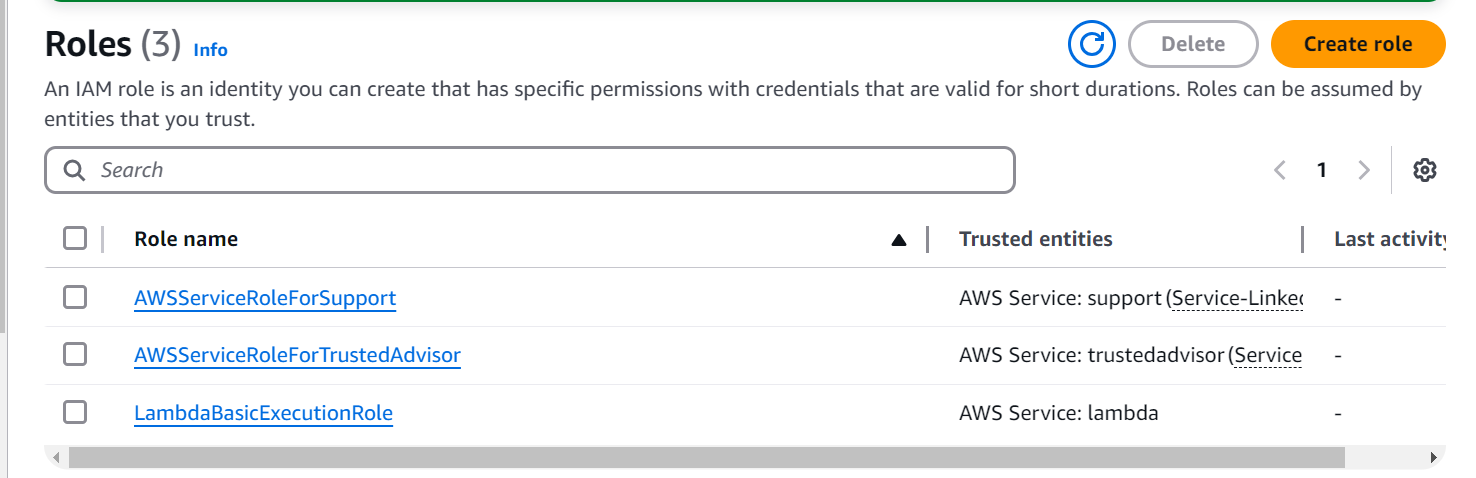 Roles (3) Info
Delete
Create role
An IAM role is an identity you can create that has specific permissions with credentials that are valid for short durations. Roles can be assumed by
entities that you trust.
Search
1
Role name
Trusted entities
Last activity
AWSServiceRoleForSupport
AWS Service: support (Service-Linked
-
AWSServiceRoleForTrustedAdvisor
AWS Service: trustedadvisor (Service
-
LambdaBasicExecutionRole
AWS Service: lambda
-